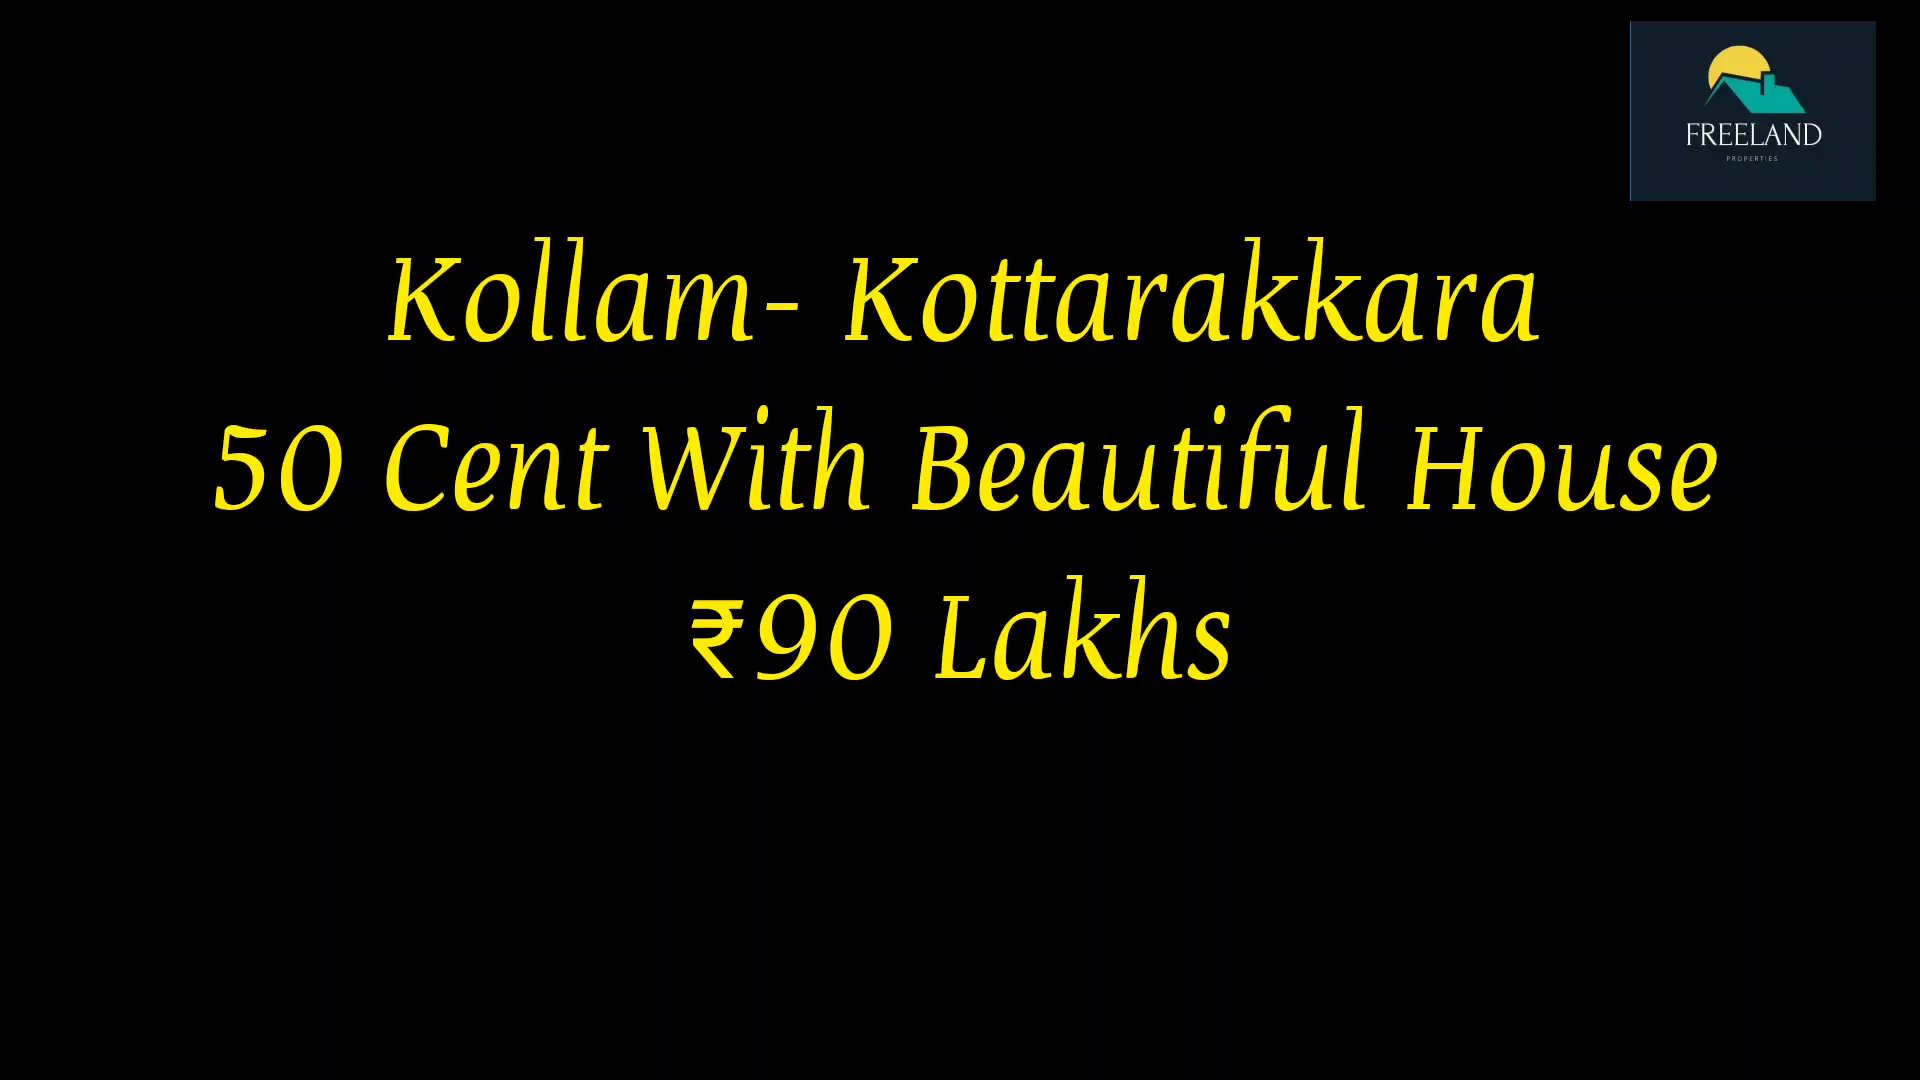 FREELAND
PROPERTIES
Kollam- Kottarakkara
50 Cent With Beautiful House
₹90 Lakhs